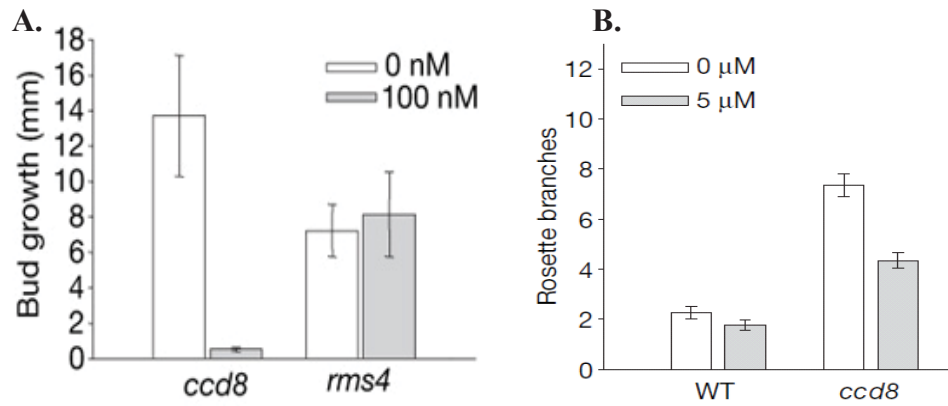 A.
Bud growth (mm)
18
16
14
12
10
8
6
4
2
0
0 nM
100 nM
ccd8 rms4
B.
Rosette branches
12
10
8
6
4
2
0
0 μM
5 μM
WT ccd8